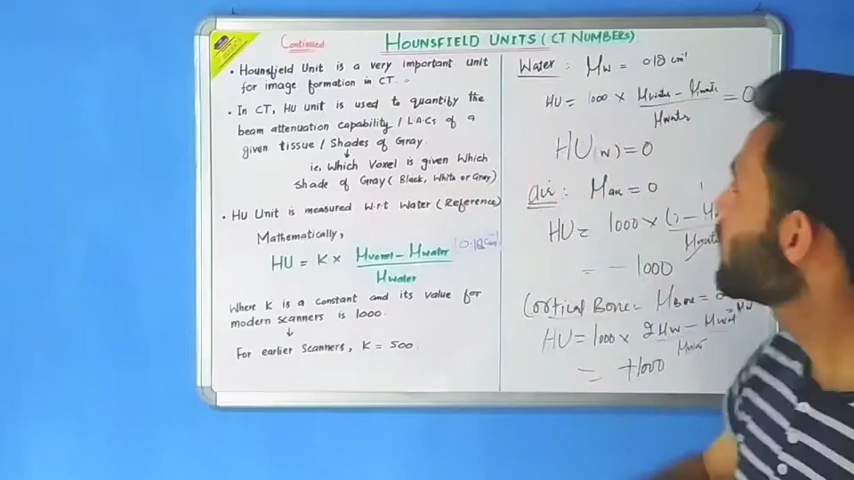 Continued
HOUNSFIELD UNITS (CT NUMBERS)
• Hounsfield Unit is a very important unit
for image formation in CT.
• In CT, HU unit is used to quantify the
beam attenuation capability / LACs of a
given tissue / Shades of Gray.
↓
i.e, Which Voxel is given Which
shade of Gray (Black, White or Gray)
• HU Unit is measured w.r.t Water (Reference)
Mathematically,
HU = K × μvoxel − μwater
μwater
Where K is a constant and its value for
modern scanners is 1000.
↓
For earlier Scanners, K = 500.
Water : μw = 0.18 cm⁻¹
HU = 1000 × μwater − μwater = 0
μwater
HU(w) = 0
air :
HU = 1000 ×
= − 1000
Cortical Bone = μBone =
HU = 1000 × 2μw −
= +1000